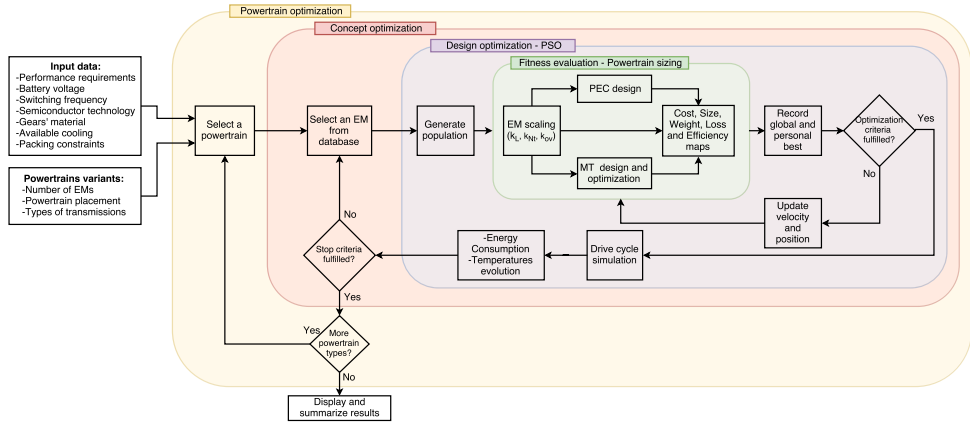 Powertrain optimization
Concept optimization
Design optimization - PSO
Fitness evaluation - Powertrain sizing
Input data:
-Performance requirements
-Battery voltage
-Switching frequency
-Semiconductor technology
-Gears' material
-Available cooling
-Packing constraints
Powertrains variants:
-Number of EMs
-Powertrain placement
-Types of transmissions
Select a
powertrain
Select an EM
from
database
Generate
population
EM scaling
(kL, kNt, kov)
PEC design
MT design and
optimization
Cost, Size,
Weight, Loss
and Efficiency
maps
Record
global and
personal
best
Optimization
criteria
fulfilled?
Yes
No
Update
velocity
and
position
Drive cycle
simulation
-Energy
Consumption
-Temperatures
evolution
Stop criteria
fulfilled?
No
Yes
More
powertrain
types?
Yes
No
Display and
summarize results